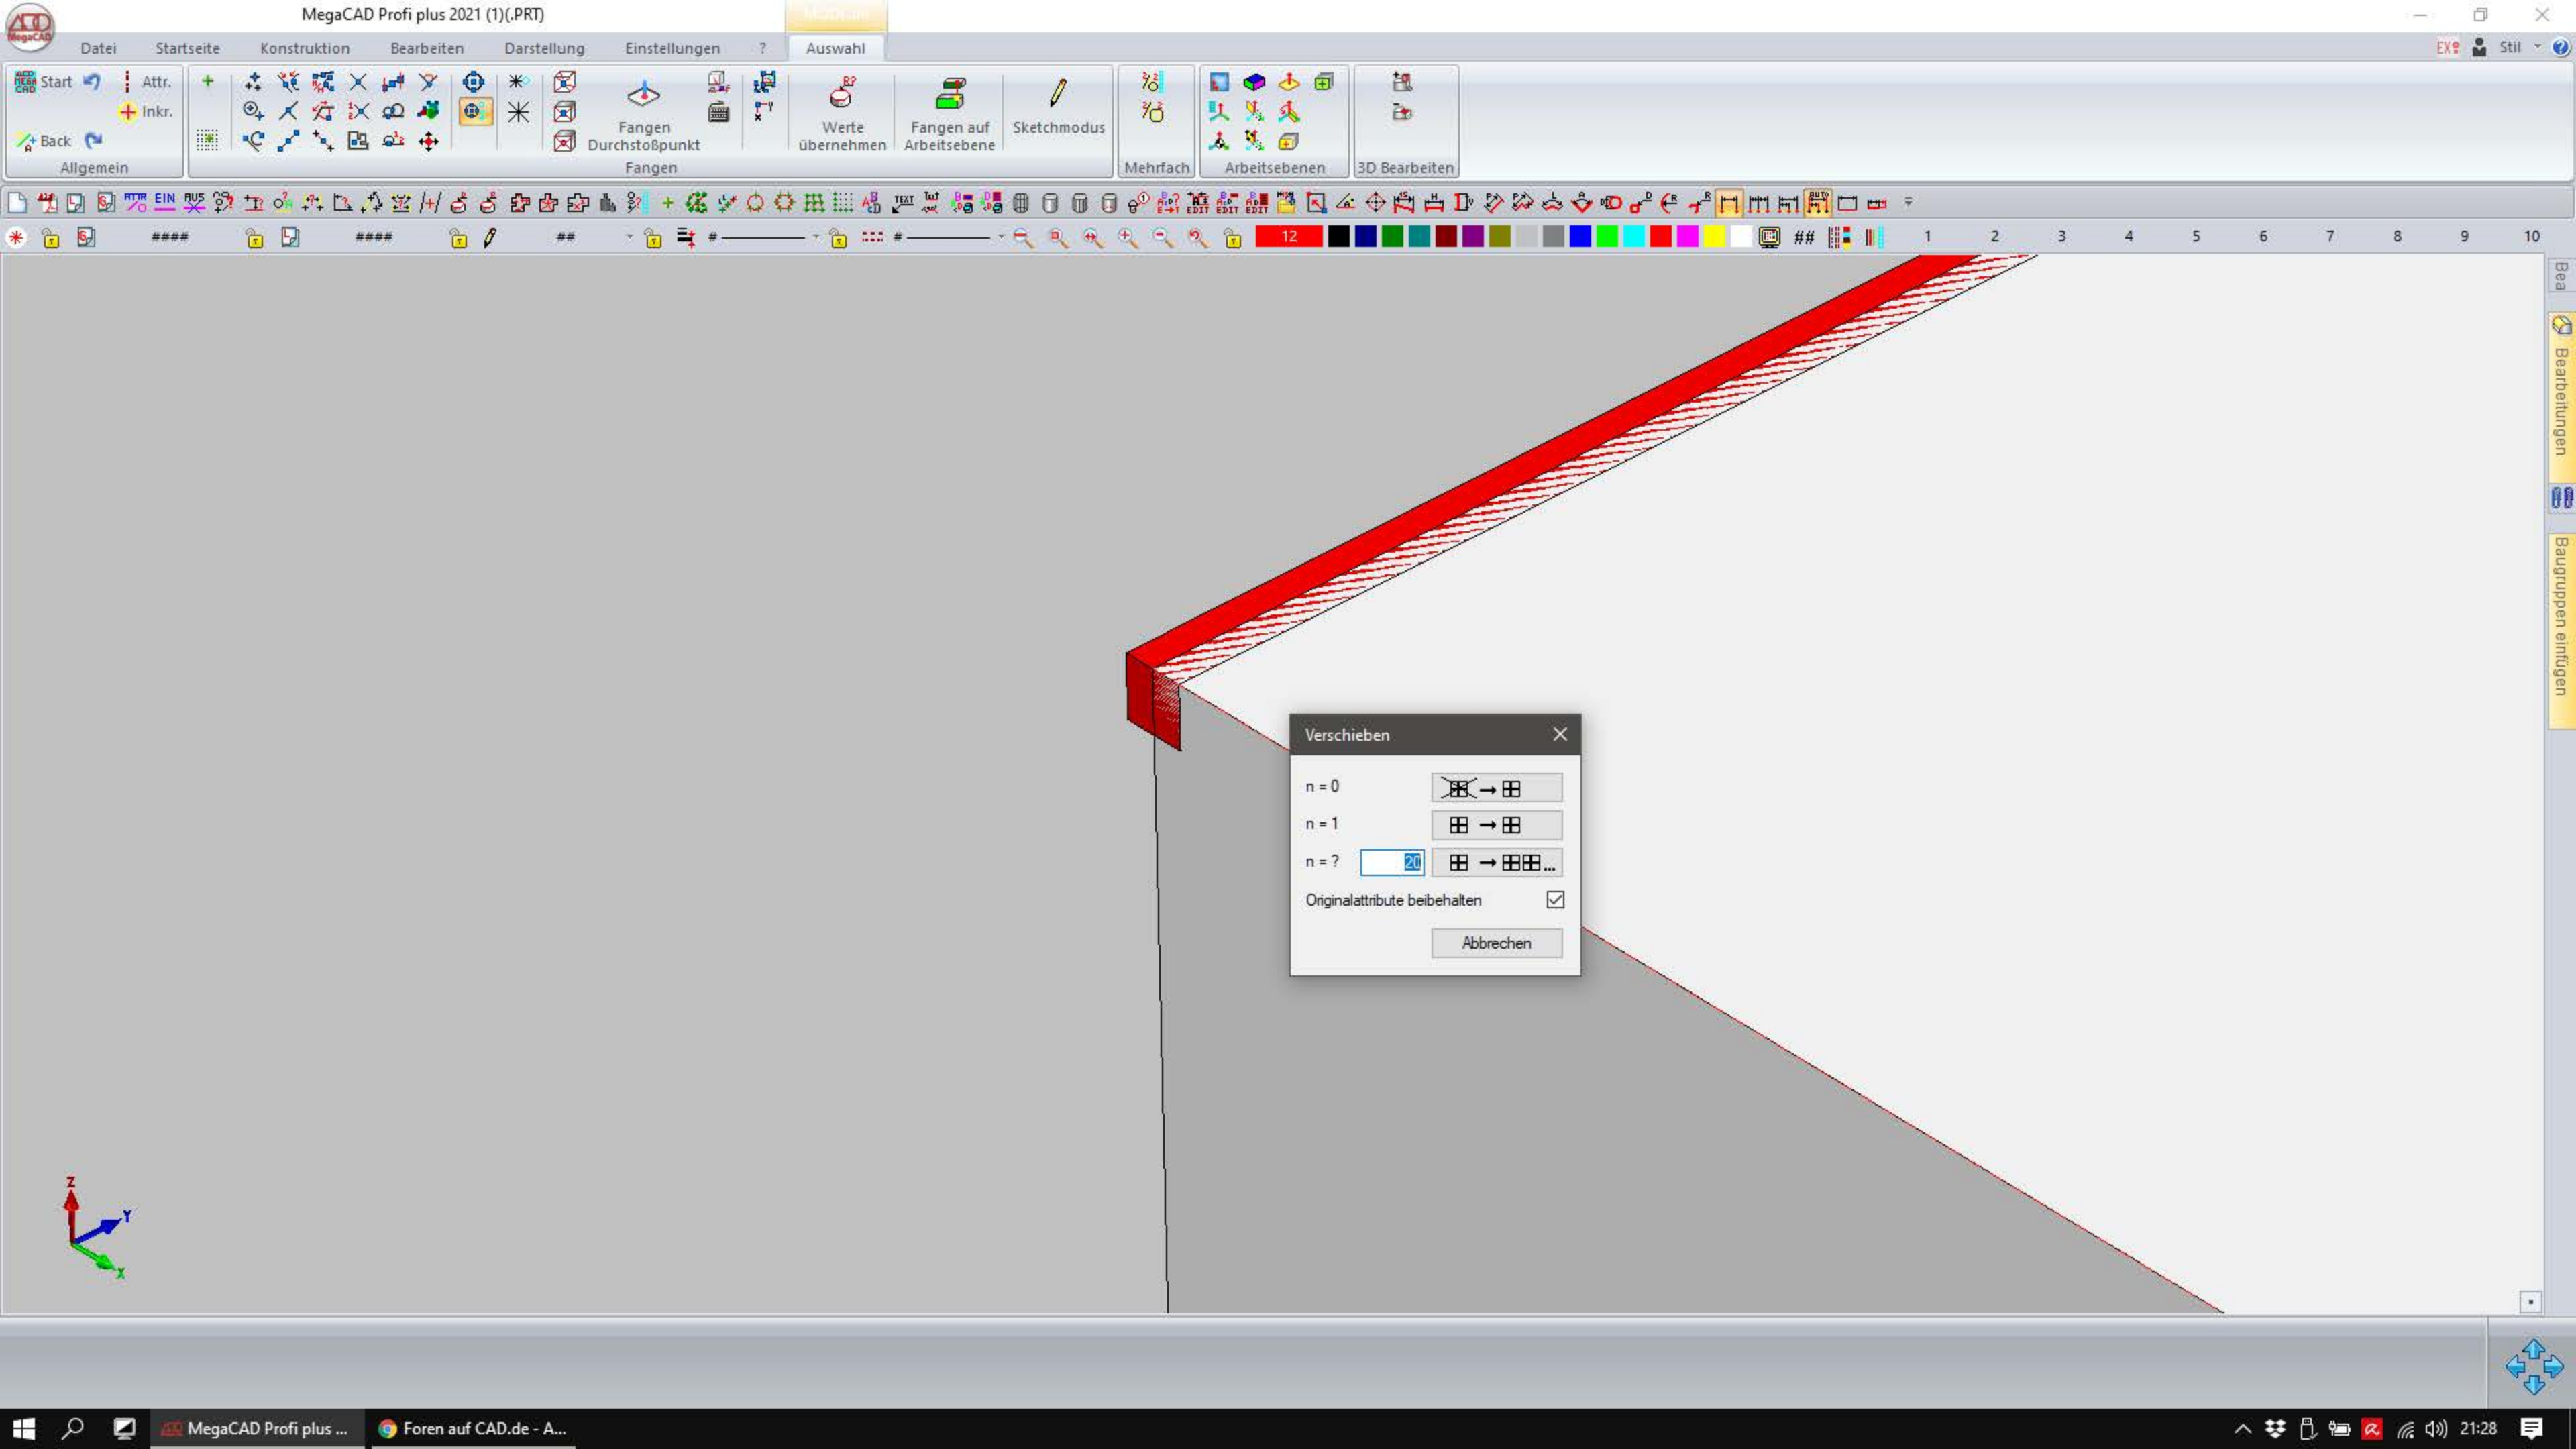 MegaCAD Profi plus 2021 (1)(.PRT)
MegaCAD
Datei Startseite Konstruktion Bearbeiten Darstellung Einstellungen ? Auswahl
Stil
Start Attr.
Inkr.
Back
Allgemein
Fangen
Durchstoßpunkt
Werte
übernehmen
Fangen auf
Arbeitsebene
Sketchmodus
Fangen
Mehrfach
Arbeitsebenen
3D Bearbeiten
#### #### ## # # 12 ## 1 2 3 4 5 6 7 8 9 10
Bea
Bearbeitungen
Baugruppen einfügen
Verschieben
n = 0
n = 1
n = ? 20
Originalattribute beibehalten
Abbrechen
Z
Y
X
MegaCAD Profi plus ... Foren auf CAD.de - A... 21:28